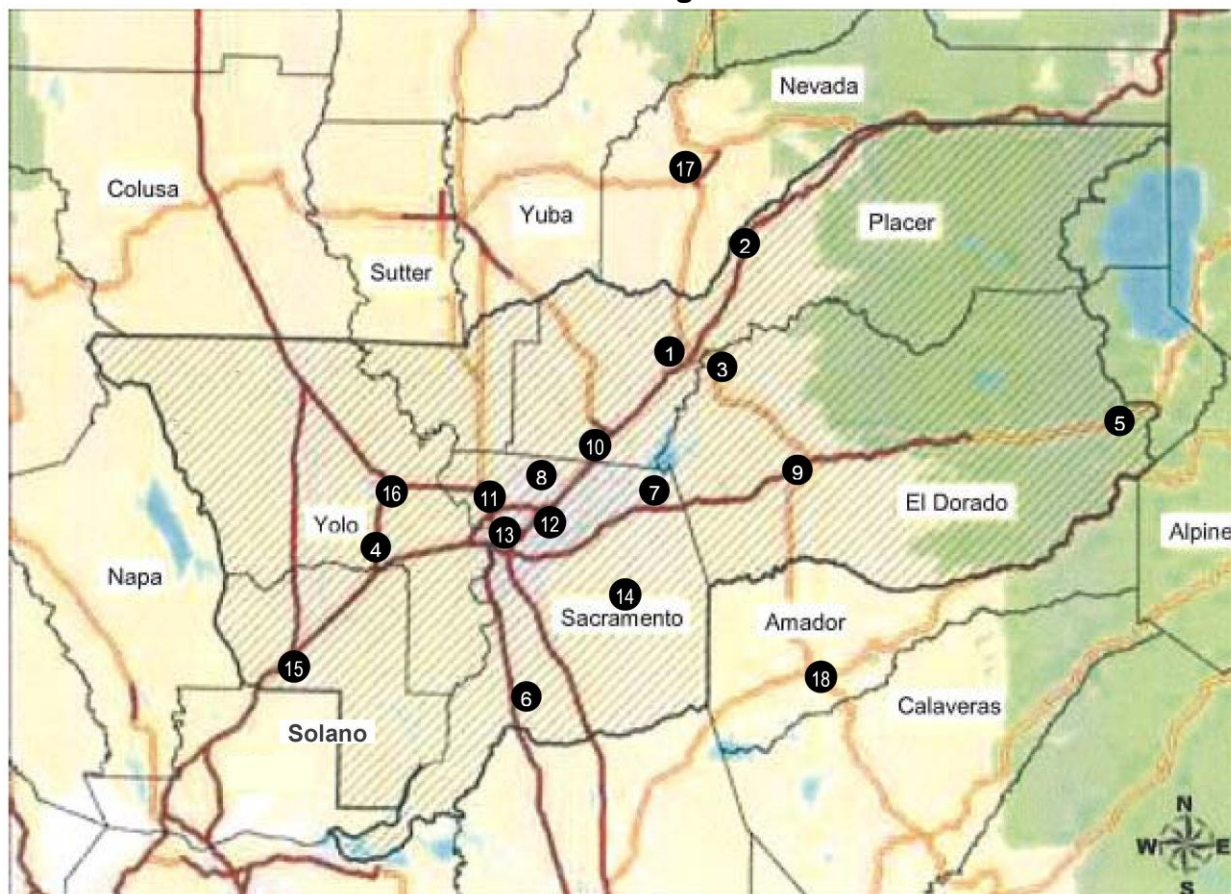 Nevada
17
Colusa
Yuba
Placer
2
Sutter
1
3
5
10
9
8
7
16
11
El Dorado
12
Yolo
13
4
Alpine
Napa
14
Sacramento
Amador
15
18
6
Calaveras
Solano
N
W E
S